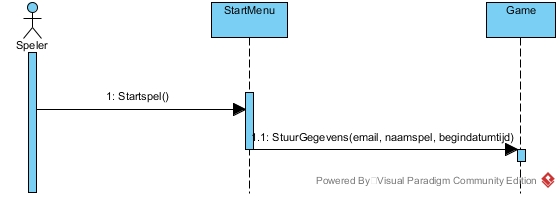 StartMenu
Game
Speler
1: Startspel()
1.1: StuurGegevens(email, naamspel, begindatumtijd)
Powered By Visual Paradigm Community Edition